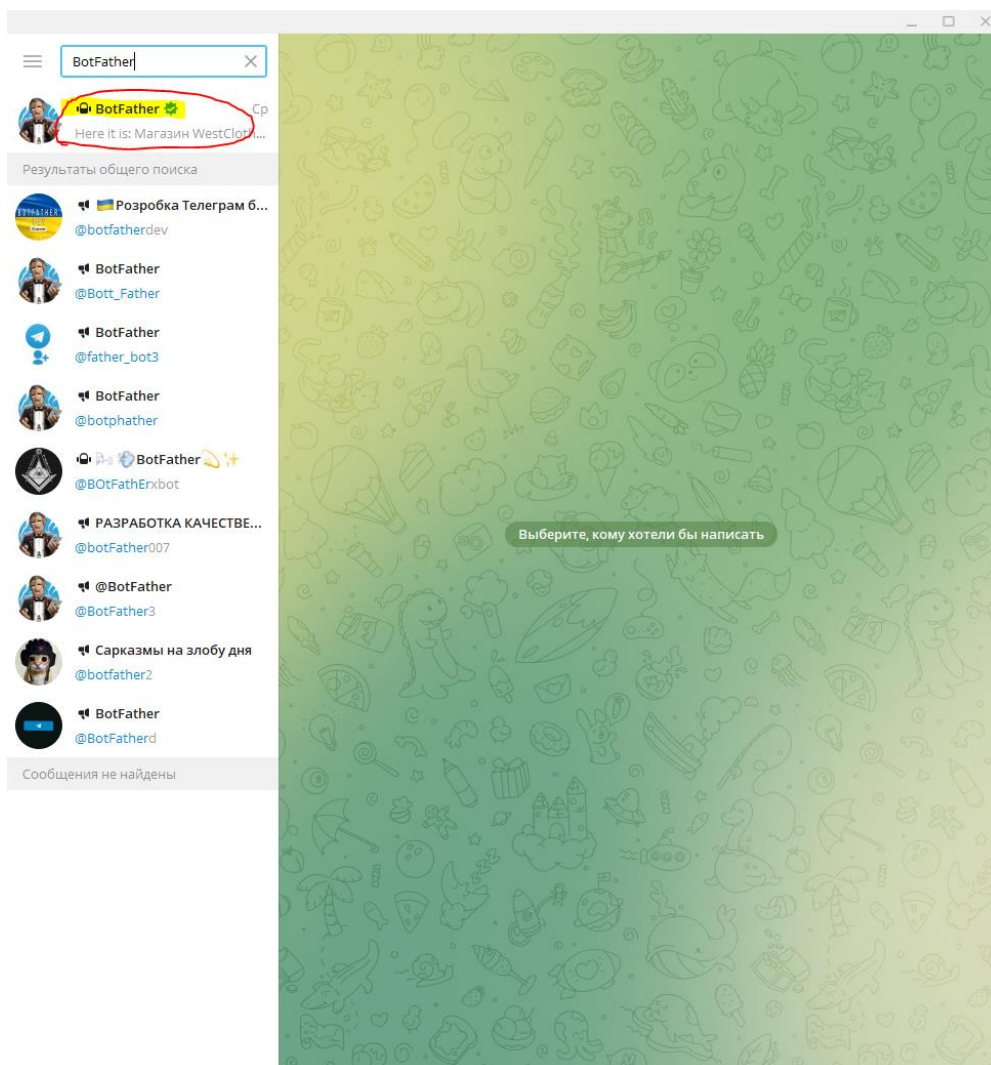 BotFather
BotFather
Ср
Here it is: Магазин WestCloth...
Результаты общего поиска
Розробка Телеграм б...
@botfatherdev
BotFather
@Bott_Father
BotFather
@father_bot3
BotFather
@botphather
BotFather
@BOtFathErxbot
РАЗРАБОТКА КАЧЕСТВЕ...
@botFather007
@BotFather
@BotFather3
Сарказмы на злобу дня
@botfather2
BotFather
@BotFatherd
Сообщения не найдены
Выберите, кому хотели бы написать